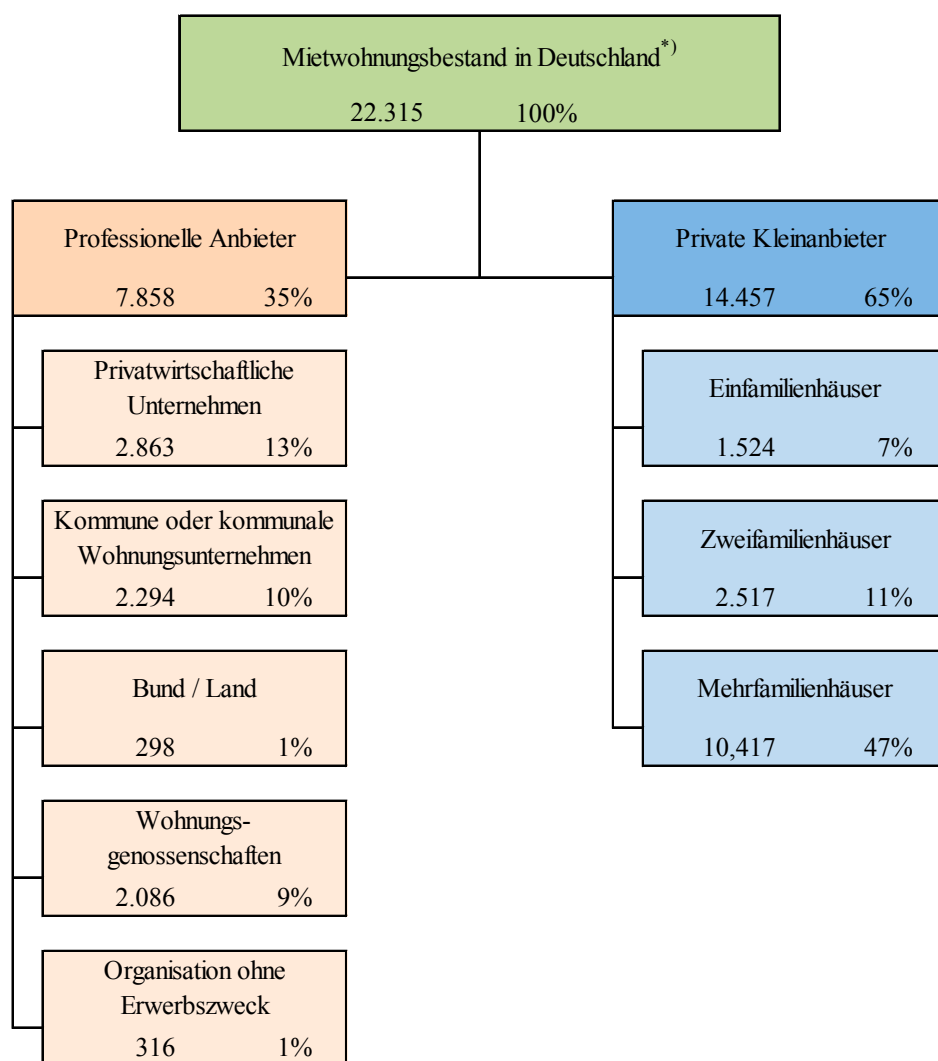 Mietwohnungsbestand in Deutschland*)
22.315 100%
Professionelle Anbieter
7.858 35%
Privatwirtschaftliche
Unternehmen
2.863 13%
Kommune oder kommunale
Wohnungsunternehmen
2.294 10%
Bund / Land
298 1%
Wohnungs-
genossenschaften
2.086 9%
Organisation ohne
Erwerbszweck
316 1%
Private Kleinanbieter
14.457 65%
Einfamilienhäuser
1.524 7%
Zweifamilienhäuser
2.517 11%
Mehrfamilienhäuser
10,417 47%